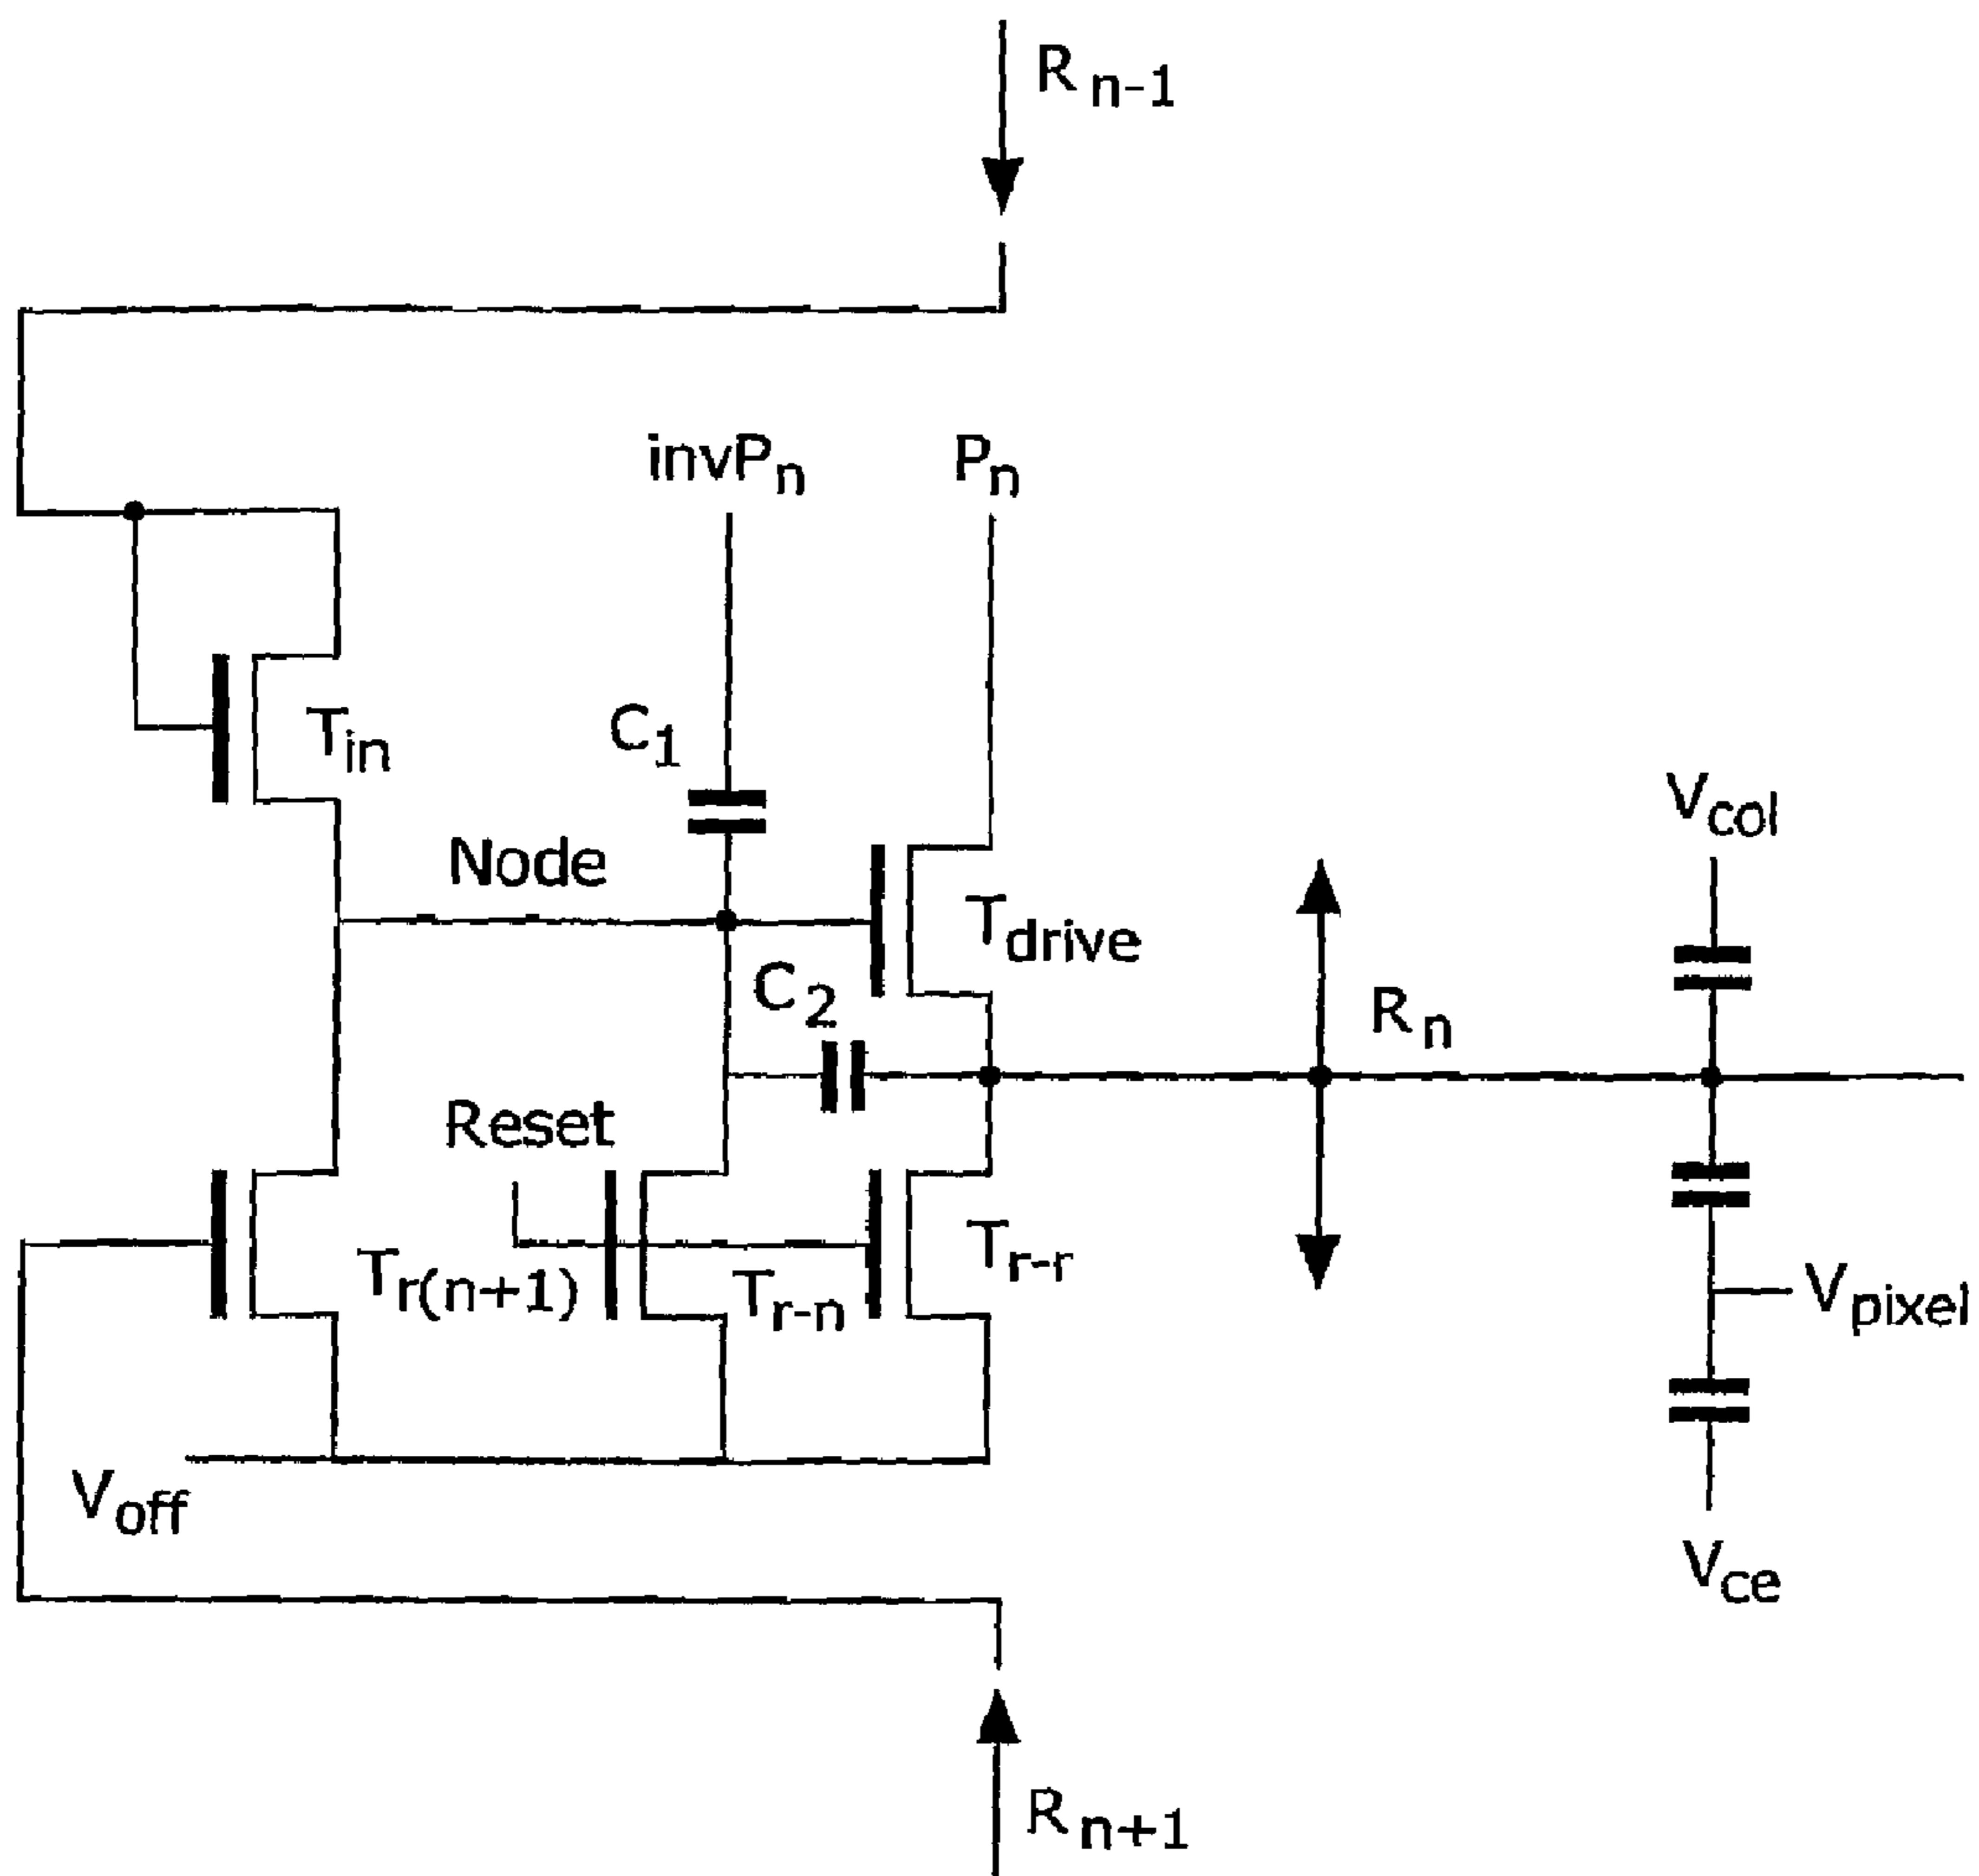 R n-1
invPn
Pn
Tin
C1
Vcol
Node
Tdrive
C2
Rn
Reset
Tr(n+1)
Tr-n
Tr-r
Vpixel
Voff
Vce
Rn+1